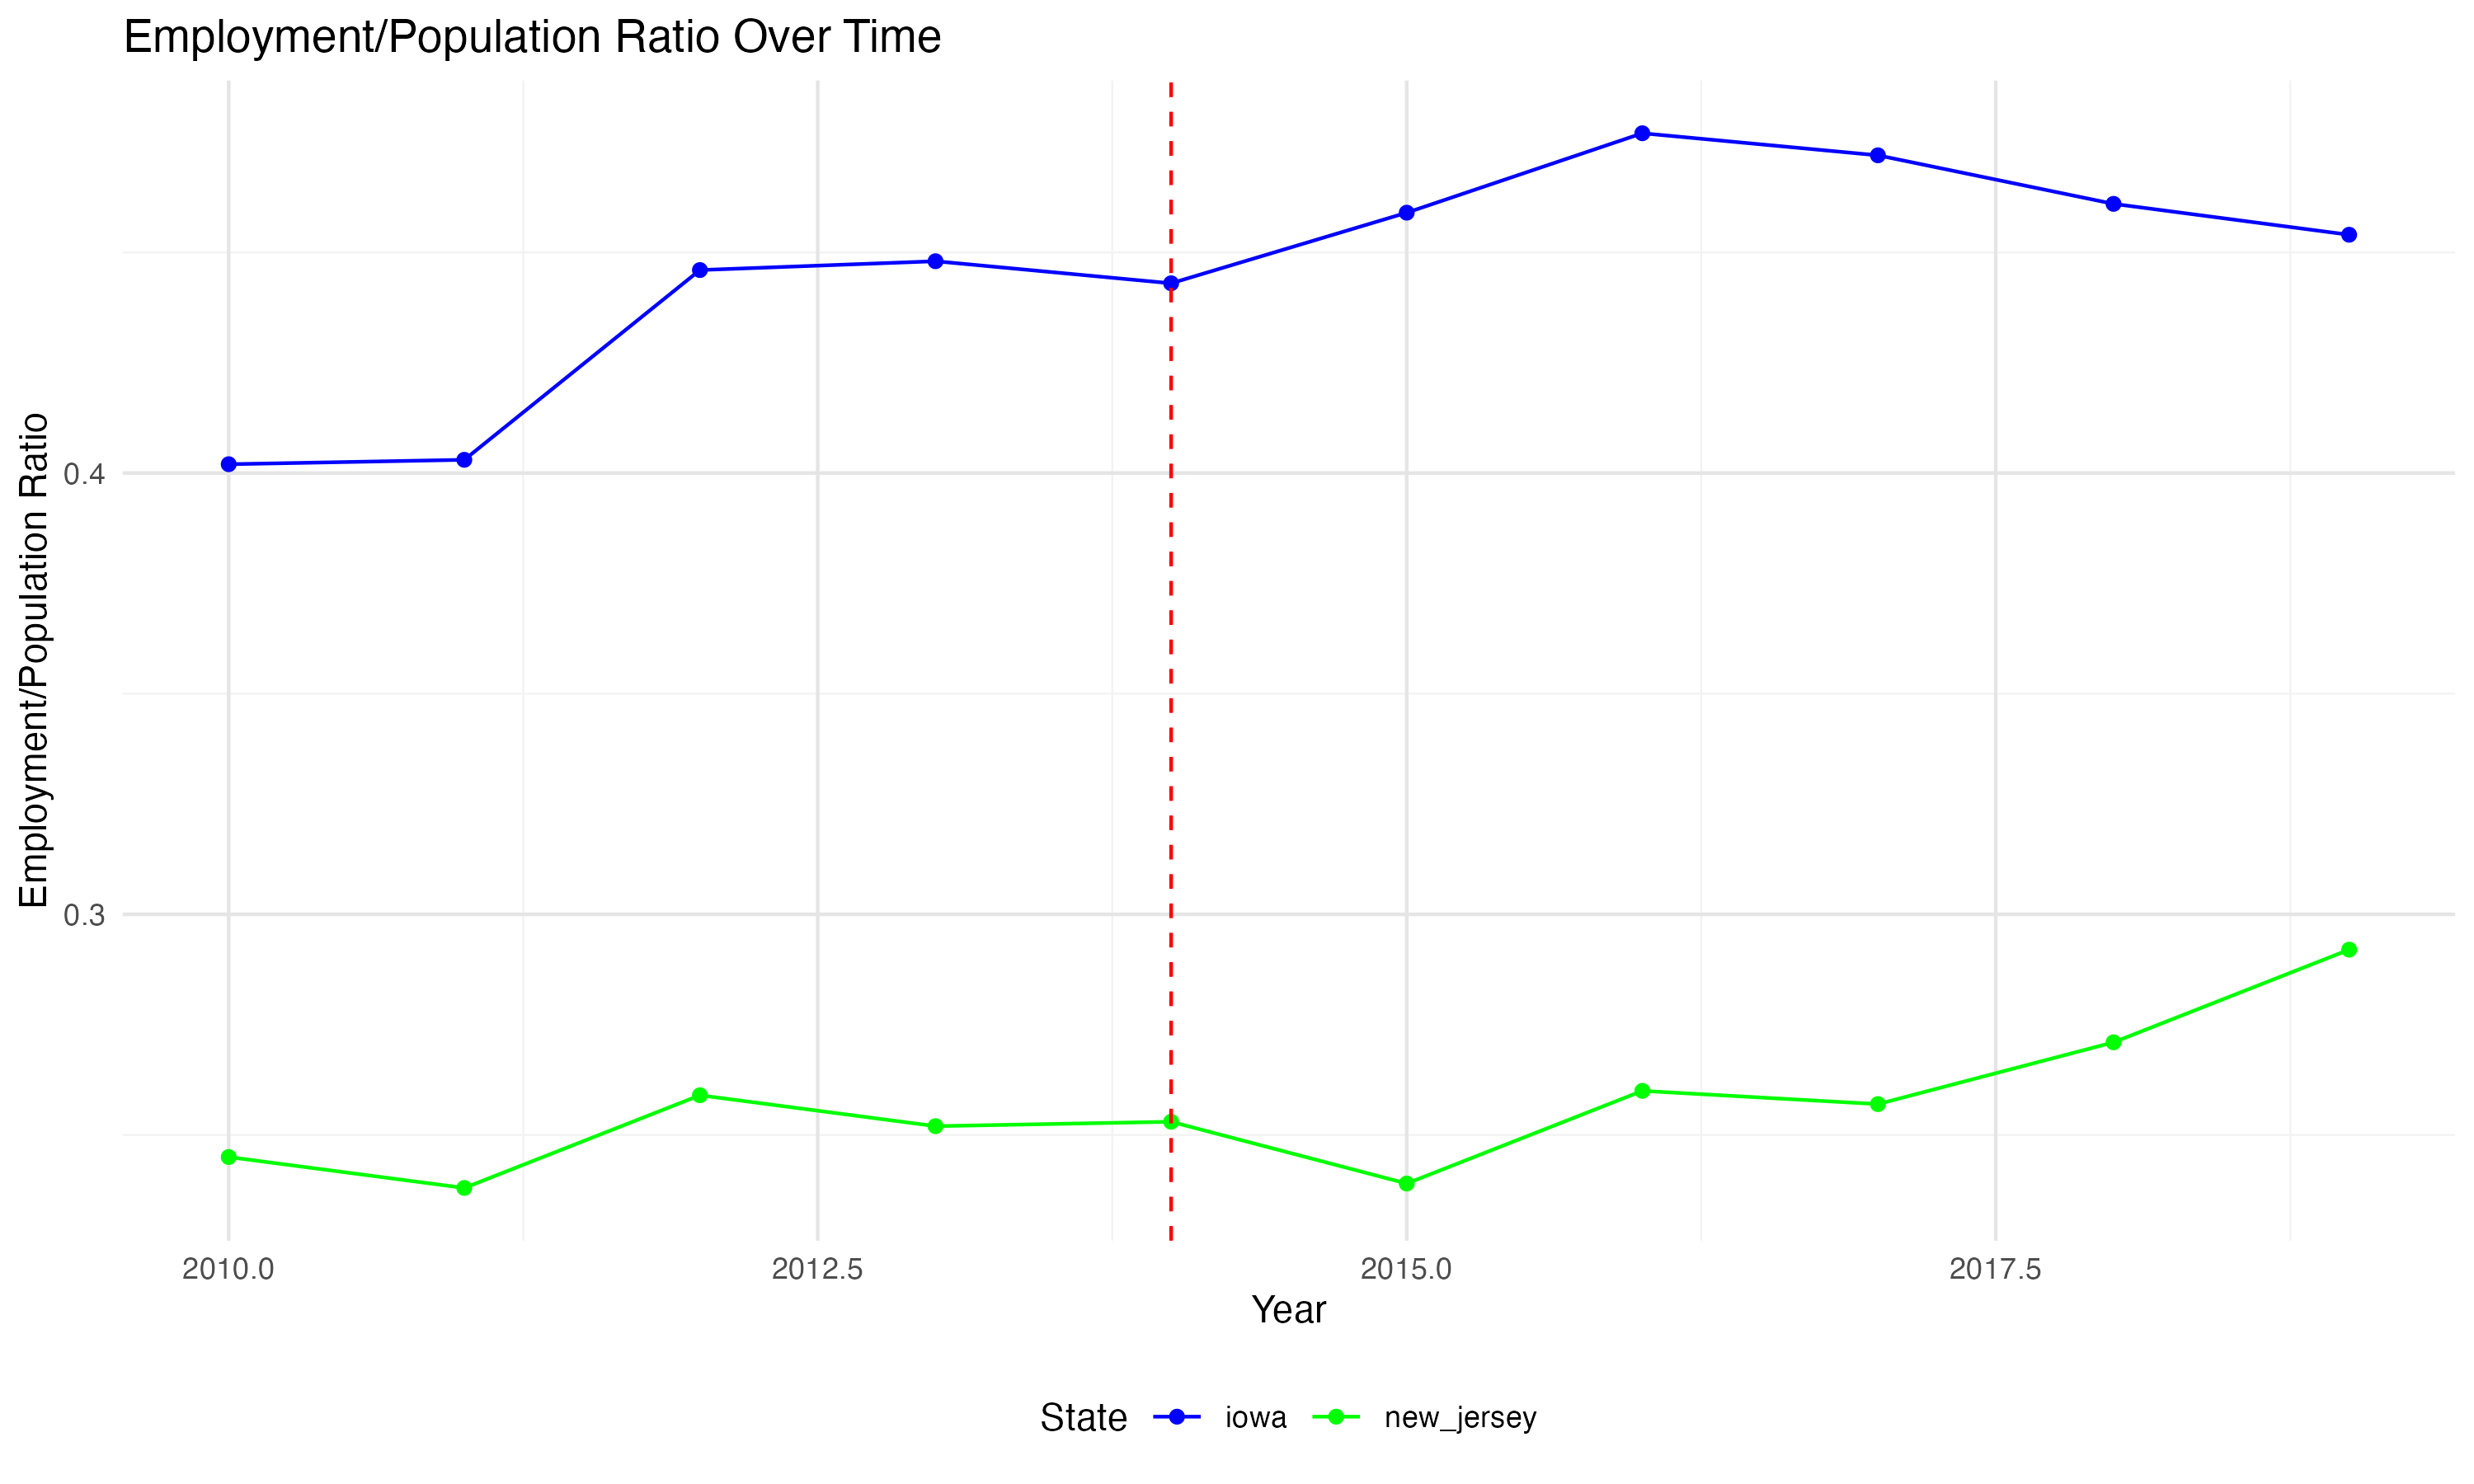 Employment/Population Ratio Over Time
Employment/Population Ratio
0.4
0.3
2010.0 2012.5 2015.0 2017.5
Year
State iowa new_jersey